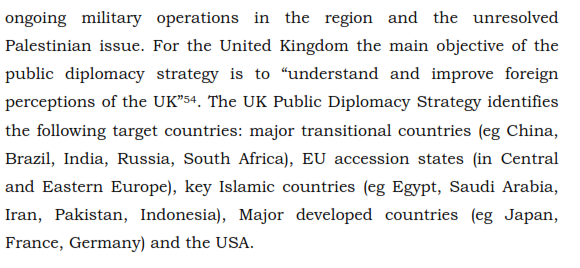 ongoing military operations in the region and the unresolved
Palestinian issue. For the United Kingdom the main objective of the
public diplomacy strategy is to “understand and improve foreign
perceptions of the UK”54. The UK Public Diplomacy Strategy identifies
the following target countries: major transitional countries (eg China,
Brazil, India, Russia, South Africa), EU accession states (in Central
and Eastern Europe), key Islamic countries (eg Egypt, Saudi Arabia,
Iran, Pakistan, Indonesia), Major developed countries (eg Japan,
France, Germany) and the USA.